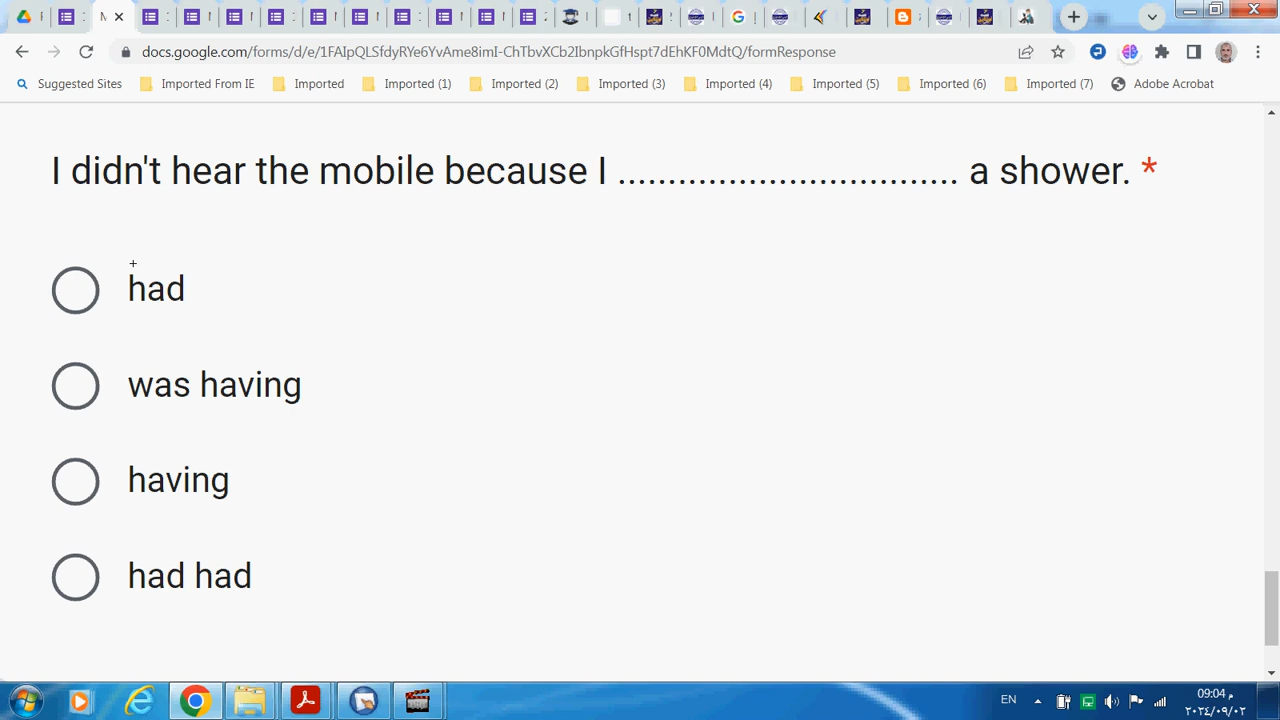 M
docs.google.com/forms/d/e/1FAIpQLSfdvRYe6YvAme8imI-ChTbvXCb2IbnpkGfHspt7dEhKF0MdtQ/formResponse
Suggested Sites Imported From IE Imported Imported (1) Imported (2) Imported (3) Imported (4) Imported (5) Imported (6) Imported (7) Adobe Acrobat
I didn't hear the mobile because I .................................. a shower. *
had
was having
having
had had
EN
09:04 م
٢٠٢٤/٠٩/٠٢